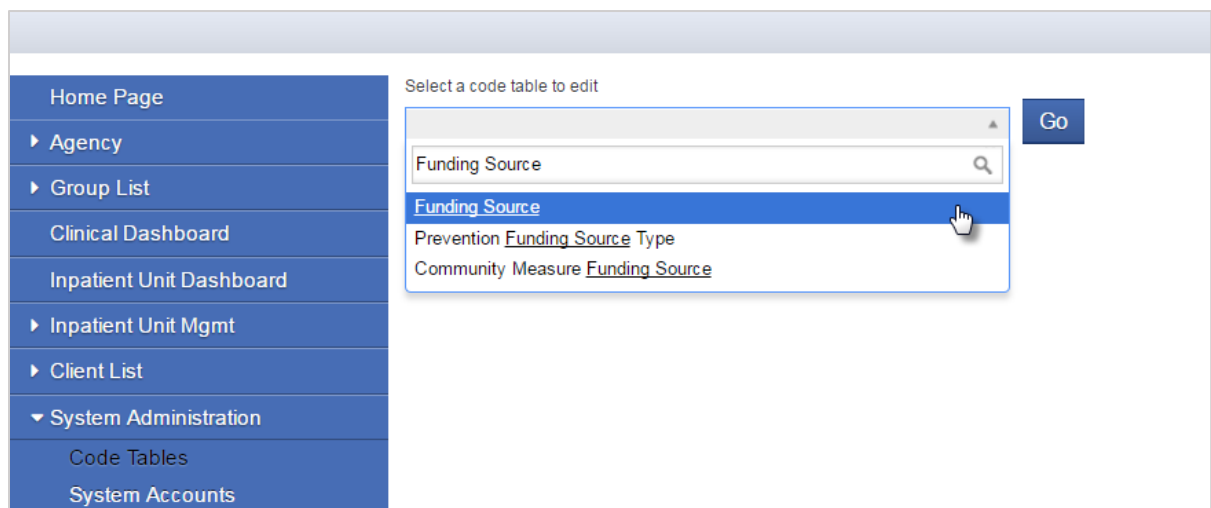 Home Page
Agency
Group List
Clinical Dashboard
Inpatient Unit Dashboard
Inpatient Unit Mgmt
Client List
System Administration
Code Tables
System Accounts
Select a code table to edit
Go
Funding Source
Funding Source
Prevention Funding Source Type
Community Measure Funding Source